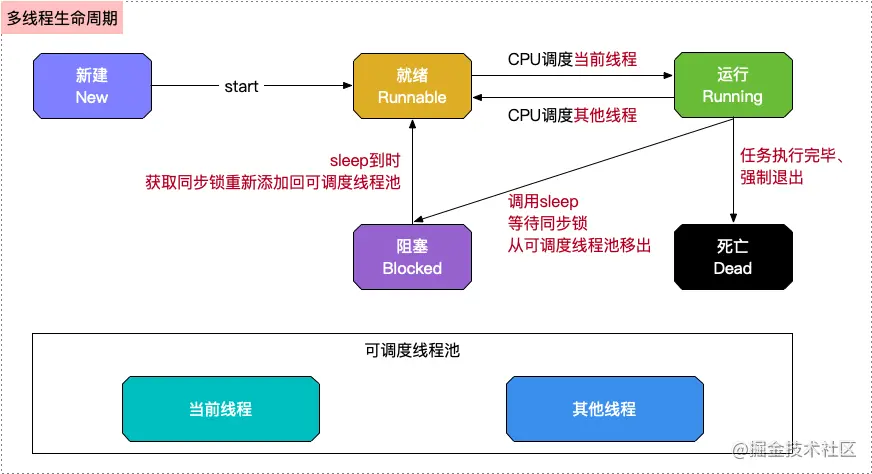 多线程生命周期
新建
New
start
就绪
Runnable
CPU调度当前线程
CPU调度其他线程
运行
Running
sleep到时
获取同步锁重新添加回可调度线程池
调用sleep
等待同步锁
从可调度线程池移出
任务执行完毕、
强制退出
阻塞
Blocked
死亡
Dead
可调度线程池
当前线程
其他线程
@掘金技术社区